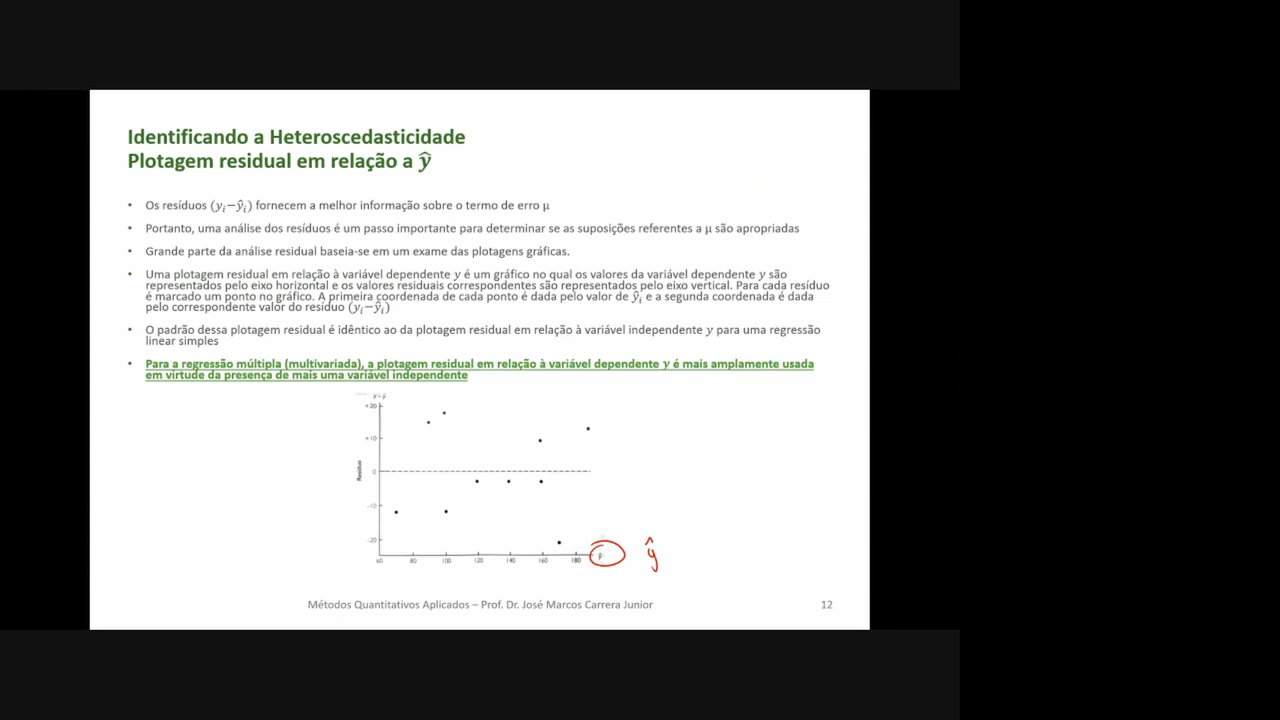 Identificando a Heteroscedasticidade
Plotagem residual em relação a ŷ
• Os resíduos (yᵢ−ŷᵢ) fornecem a melhor informação sobre o termo de erro μ
• Portanto, uma análise dos resíduos é um passo importante para determinar se as suposições referentes a μ são apropriadas
• Grande parte da análise residual baseia-se em um exame das plotagens gráficas.
• Uma plotagem residual em relação à variável dependente y é um gráfico no qual os valores da variável dependente y são
representados pelo eixo horizontal e os valores residuais correspondentes são representados pelo eixo vertical. Para cada resíduo
é marcado um ponto no gráfico. A primeira coordenada de cada ponto é dada pelo valor de ŷᵢ e a segunda coordenada é dada
pelo correspondente valor do resíduo (yᵢ−ŷᵢ)
• O padrão dessa plotagem residual é idêntico ao da plotagem residual em relação à variável independente y para uma regressão
linear simples
• Para a regressão múltipla (multivariada), a plotagem residual em relação à variável dependente y é mais amplamente usada
em virtude da presença de mais uma variável independente
y − ŷ
+20
+10
0
-10
-20
Resíduo
60 80 100 120 140 160 180 ŷ
ŷ
Métodos Quantitativos Aplicados – Prof. Dr. José Marcos Carrera Junior
12